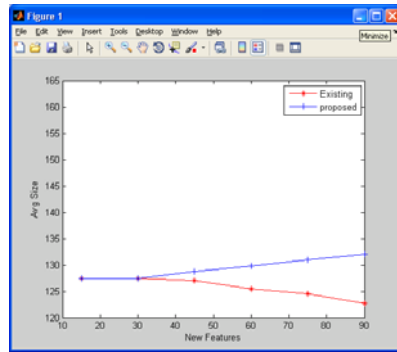 Figure 1
File Edit View Insert Tools Desktop Window Help
Minimize
165
160
155
150
145
140
135
130
125
120
10 20 30 40 50 60 70 80 90
Avg Size
New Features
Existing
proposed